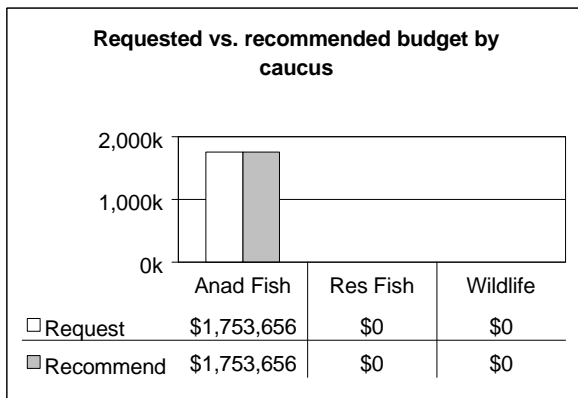 Requested vs. recommended budget by
caucus
2,000k
1,000k
0k
Anad Fish Res Fish Wildlife
Request $1,753,656 $0 $0
Recommend $1,753,656 $0 $0